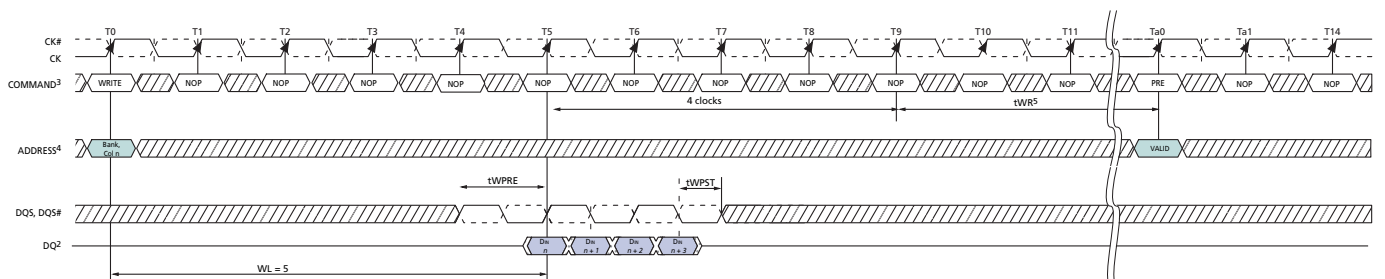 T0 T1 T2 T3 T4 T5 T6 T7 T8 T9 T10 T11 Ta0 Ta1 T14
CK#
CK
COMMAND3 WRITE NOP NOP NOP NOP NOP NOP NOP NOP NOP NOP NOP PRE NOP NOP
4 clocks tWR5
ADDRESS4 Bank, Col n VALID
tWPRE tWPST
DQS, DQS#
DQ2 DIN n DIN n + 1 DIN n + 2 DIN n + 3
WL = 5